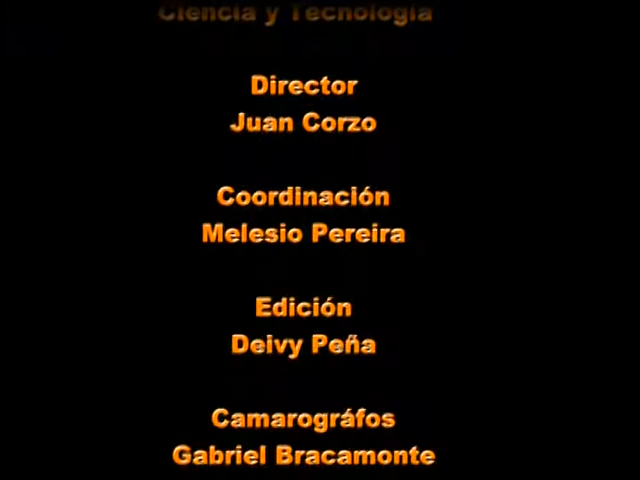 Ciencia y Tecnología
Director
Juan Corzo
Coordinación
Melesio Pereira
Edición
Deivy Peña
Camarográfos
Gabriel Bracamonte